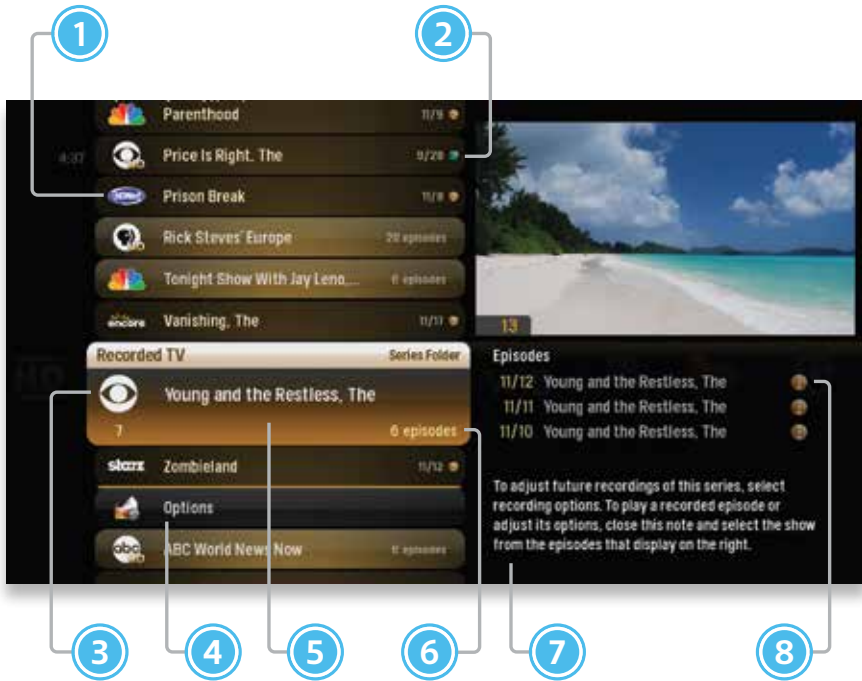 1
2
Parenthood 11/9
4:37
Price Is Right, The 9/28
Prison Break 11/8
HD
Rick Steves' Europe 20 episodes
Tonight Show With Jay Leno,... 6 episodes
encore Vanishing, The 11/17
13
Recorded TV Series Folder
Young and the Restless, The
7 6 episodes
Episodes
11/12 Young and the Restless, The
11/11 Young and the Restless, The
11/10 Young and the Restless, The
starz Zombieland 11/12
Options
abc ABC World News Now
To adjust future recordings of this series, select
recording options. To play a recorded episode or
adjust its options, close this note and select the show
from the episodes that display on the right.
3
4
5
6
7
8